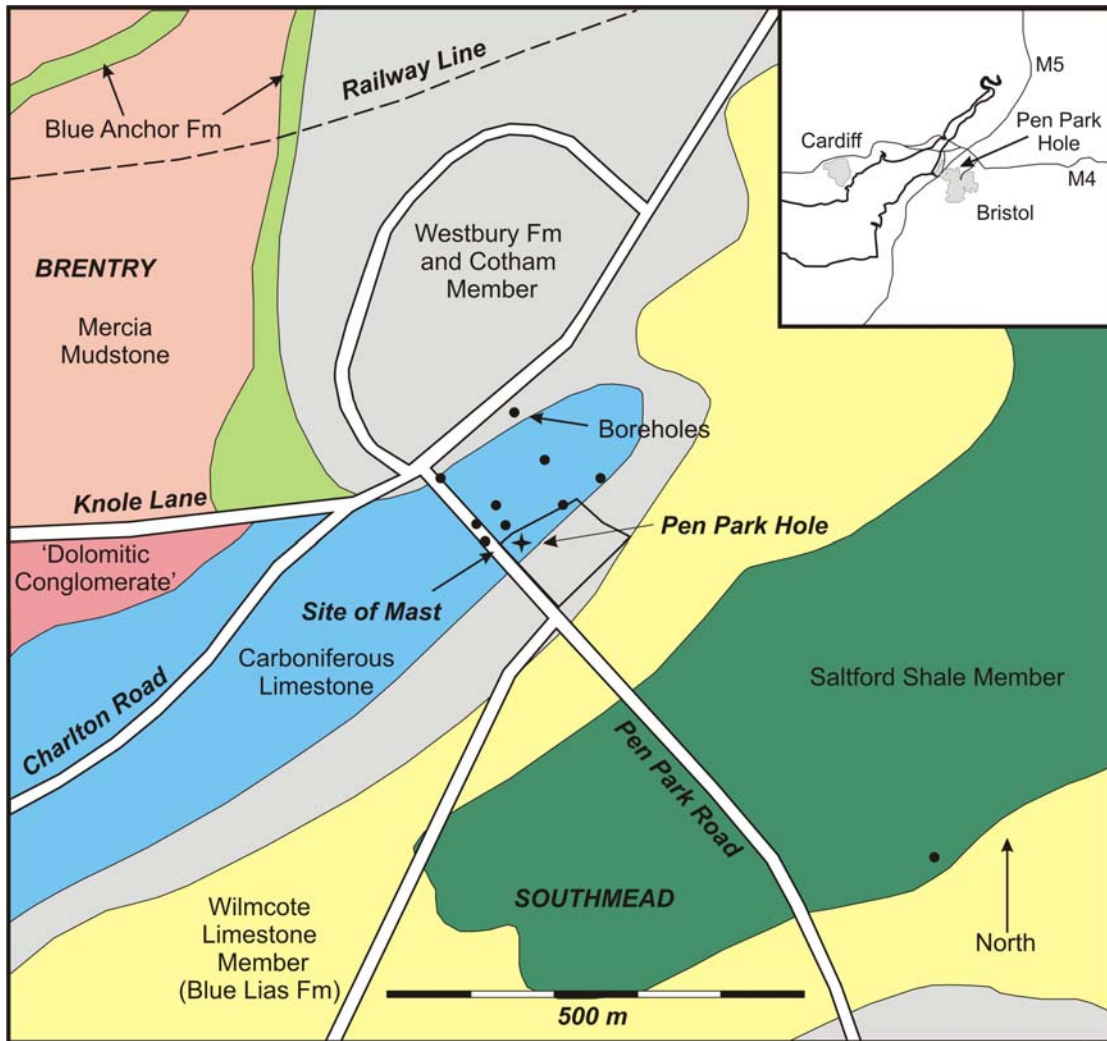 Railway Line
Blue Anchor Fm
BRENTRY
Mercia
Mudstone
Westbury Fm
and Cotham
Member
M5
Pen Park
Hole
Cardiff
M4
Bristol
Boreholes
Knole Lane
Pen Park Hole
'Dolomitic
Conglomerate'
Site of Mast
Carboniferous
Limestone
Charlton Road
Saltford Shale Member
Pen Park Road
SOUTHMEAD
Wilmcote
Limestone
Member
(Blue Lias Fm)
North
500 m